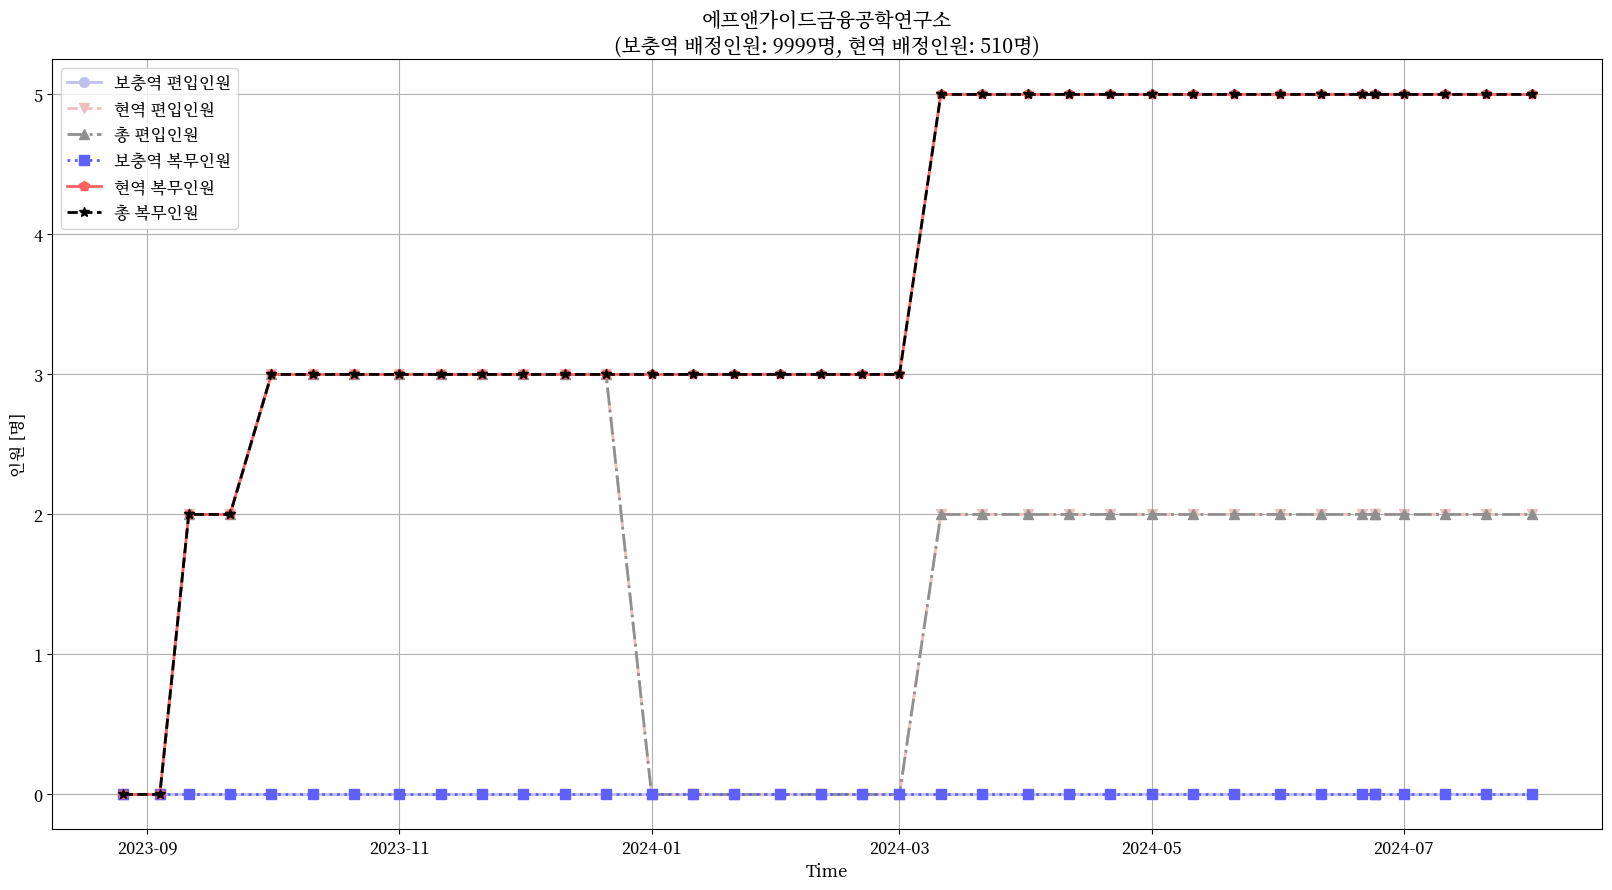 에프앤가이드금융공학연구소
(보충역 배정인원: 9999명, 현역 배정인원: 510명)
보충역 편입인원
현역 편입인원
총 편입인원
보충역 복무인원
현역 복무인원
총 복무인원
5
4
3
2
1
0
인원 [명]
2023-09
2023-11
2024-01
2024-03
2024-05
2024-07
Time